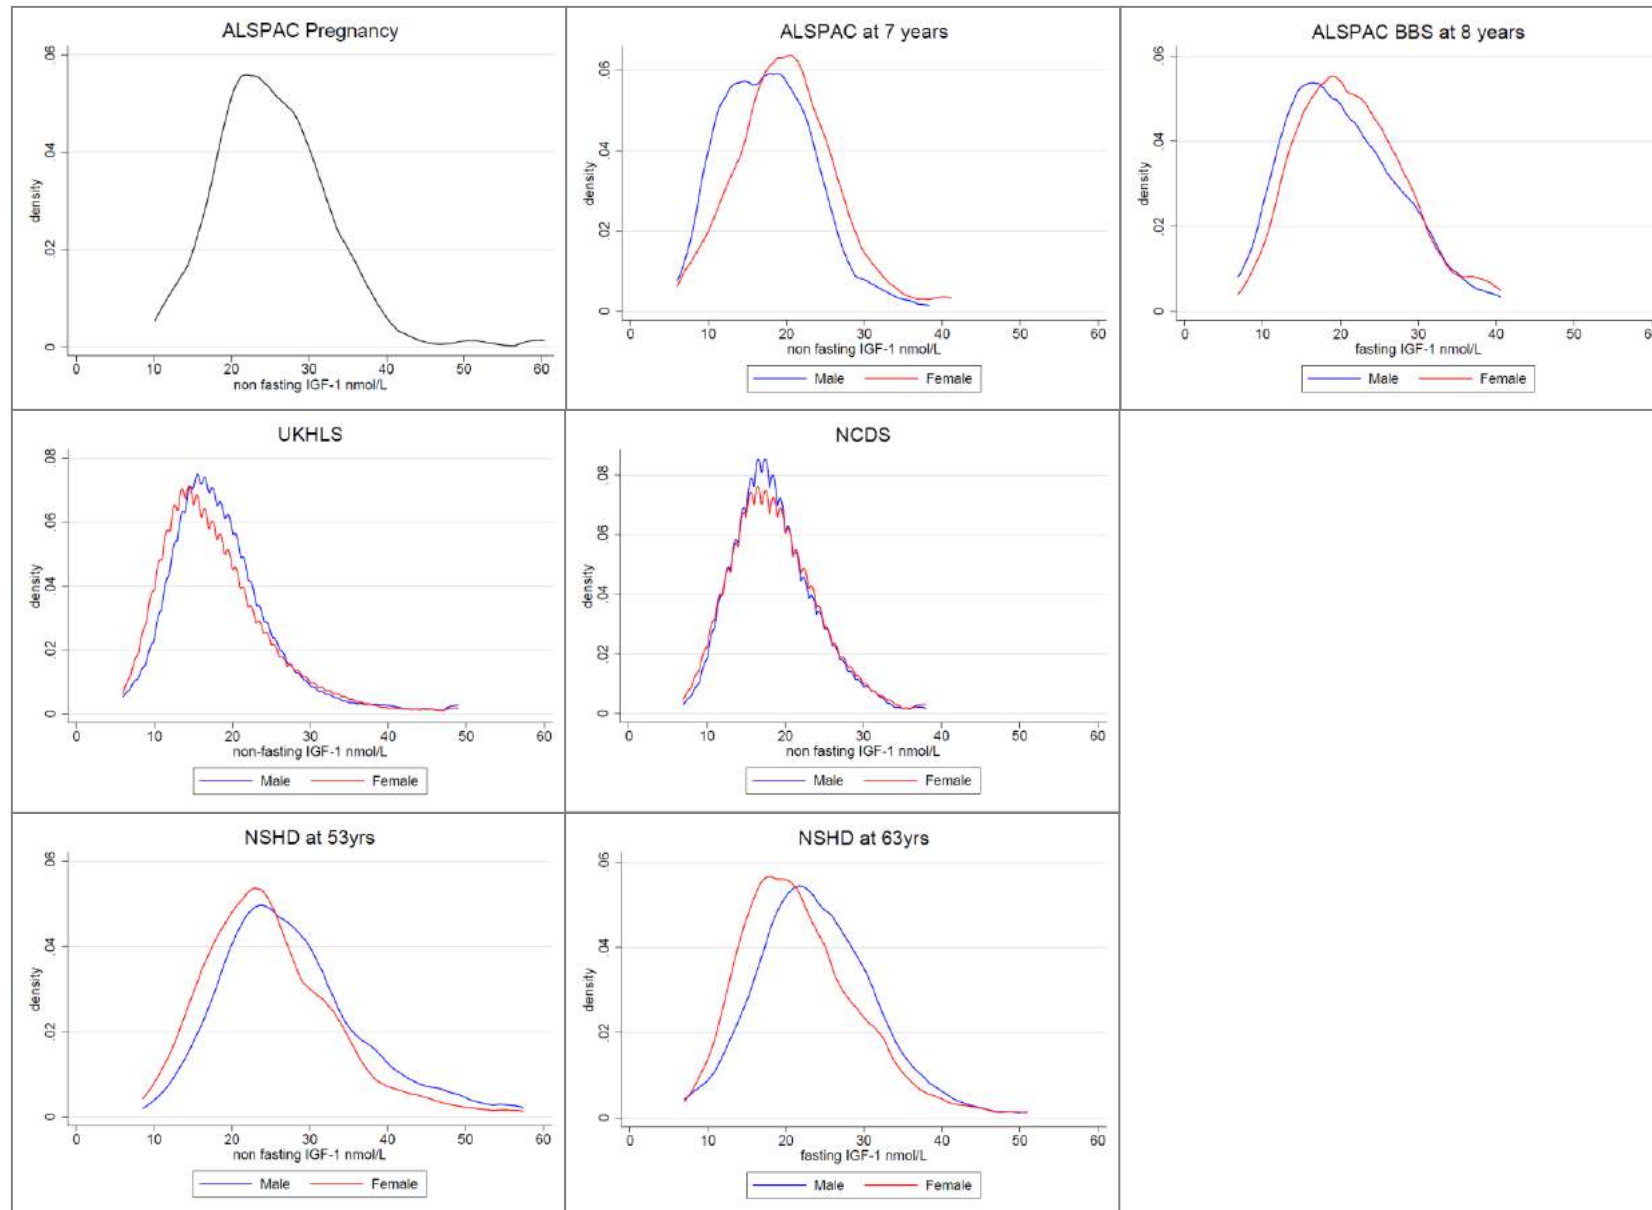 ALSPAC Pregnancy
.06
.04
.02
0
density
0 10 20 30 40 50 60
non fasting IGF-1 nmol/L
ALSPAC at 7 years
.06
.04
.02
0
density
0 10 20 30 40 50 60
non fasting IGF-1 nmol/L
Male Female
ALSPAC BBS at 8 years
.06
.04
.02
0
density
0 10 20 30 40 50 60
fasting IGF-1 nmol/L
Male Female
UKHLS
.08
.06
.04
.02
0
density
0 10 20 30 40 50 60
non-fasting IGF-1 nmol/L
Male Female
NCDS
.08
.06
.04
.02
0
density
0 10 20 30 40 50 60
non fasting IGF-1 nmol/L
Male Female
NSHD at 53yrs
.06
.04
.02
0
density
0 10 20 30 40 50 60
non fasting IGF-1 nmol/L
Male Female
NSHD at 63yrs
.06
.04
.02
0
density
0 10 20 30 40 50 60
fasting IGF-1 nmol/L
Male Female